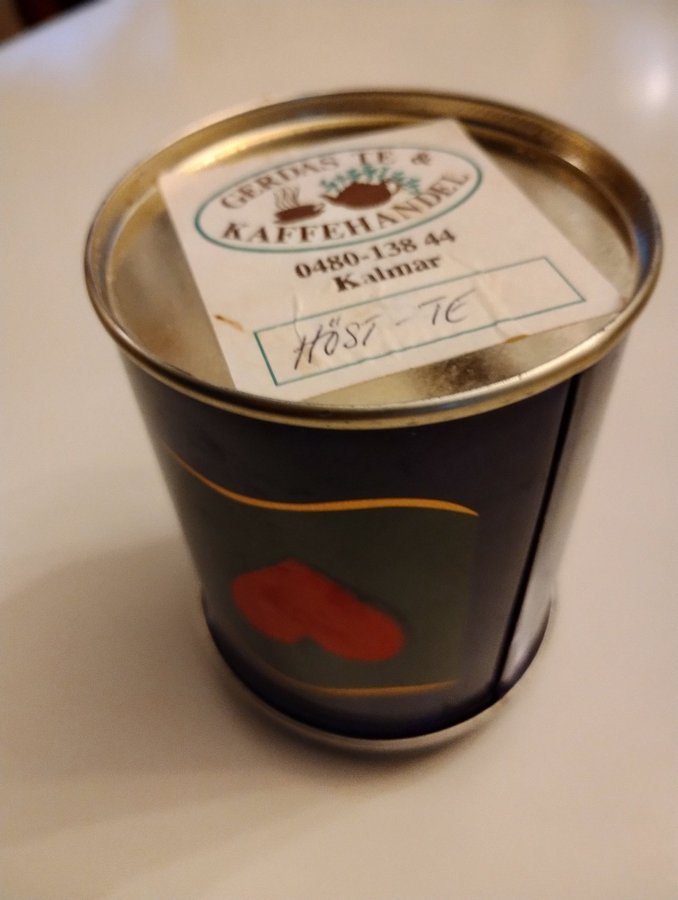 GERDAS TE &
KAFFEHANDEL
0480-138 44
Kalmar
HÖST-TE